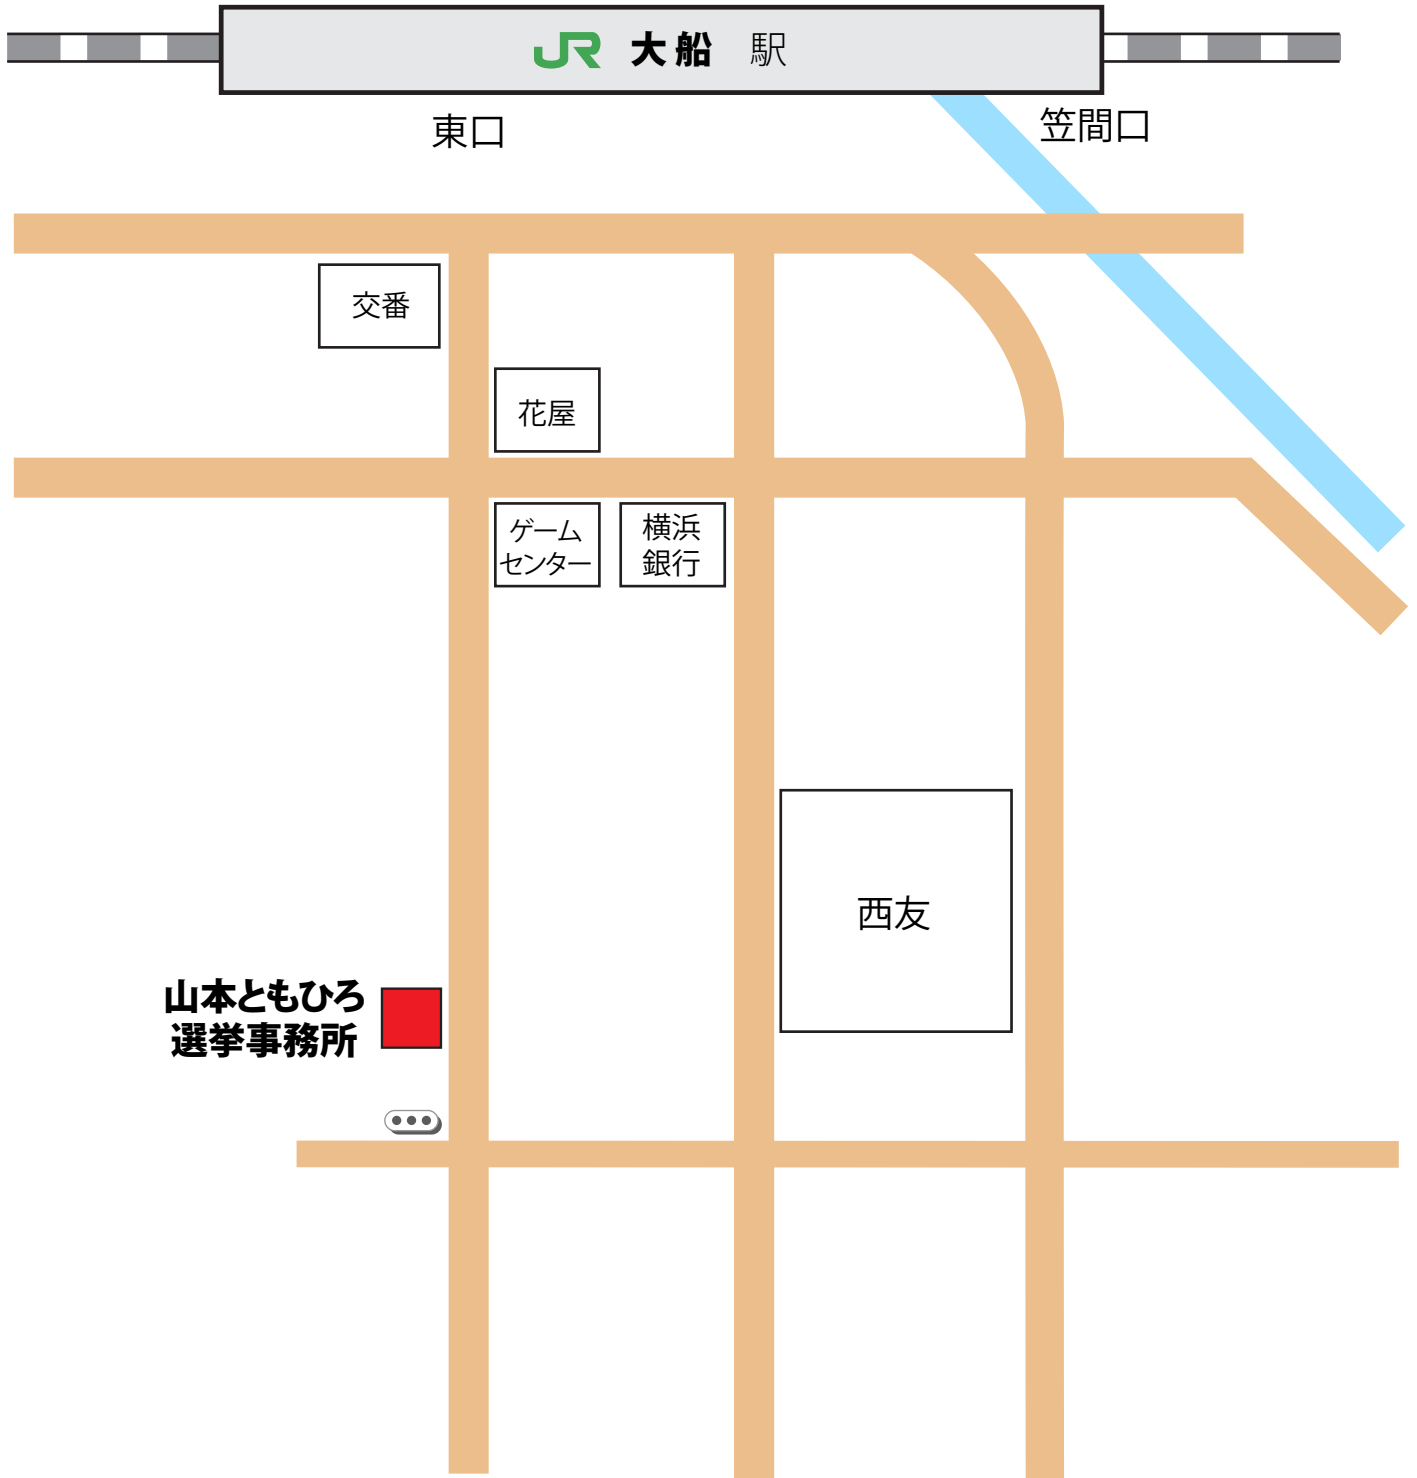 JR 大船 駅
東口
笠間口
交番
花屋
ゲーム
センター
横浜
銀行
西友
山本ともひろ
選挙事務所